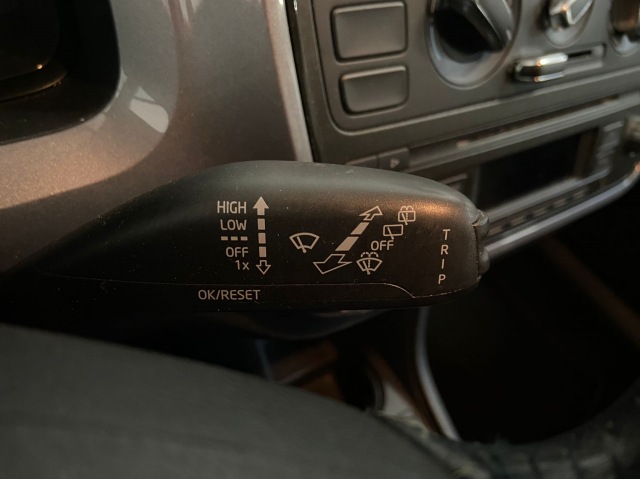 HIGH
LOW
OFF
1x
OFF
TRIP
OK/RESET